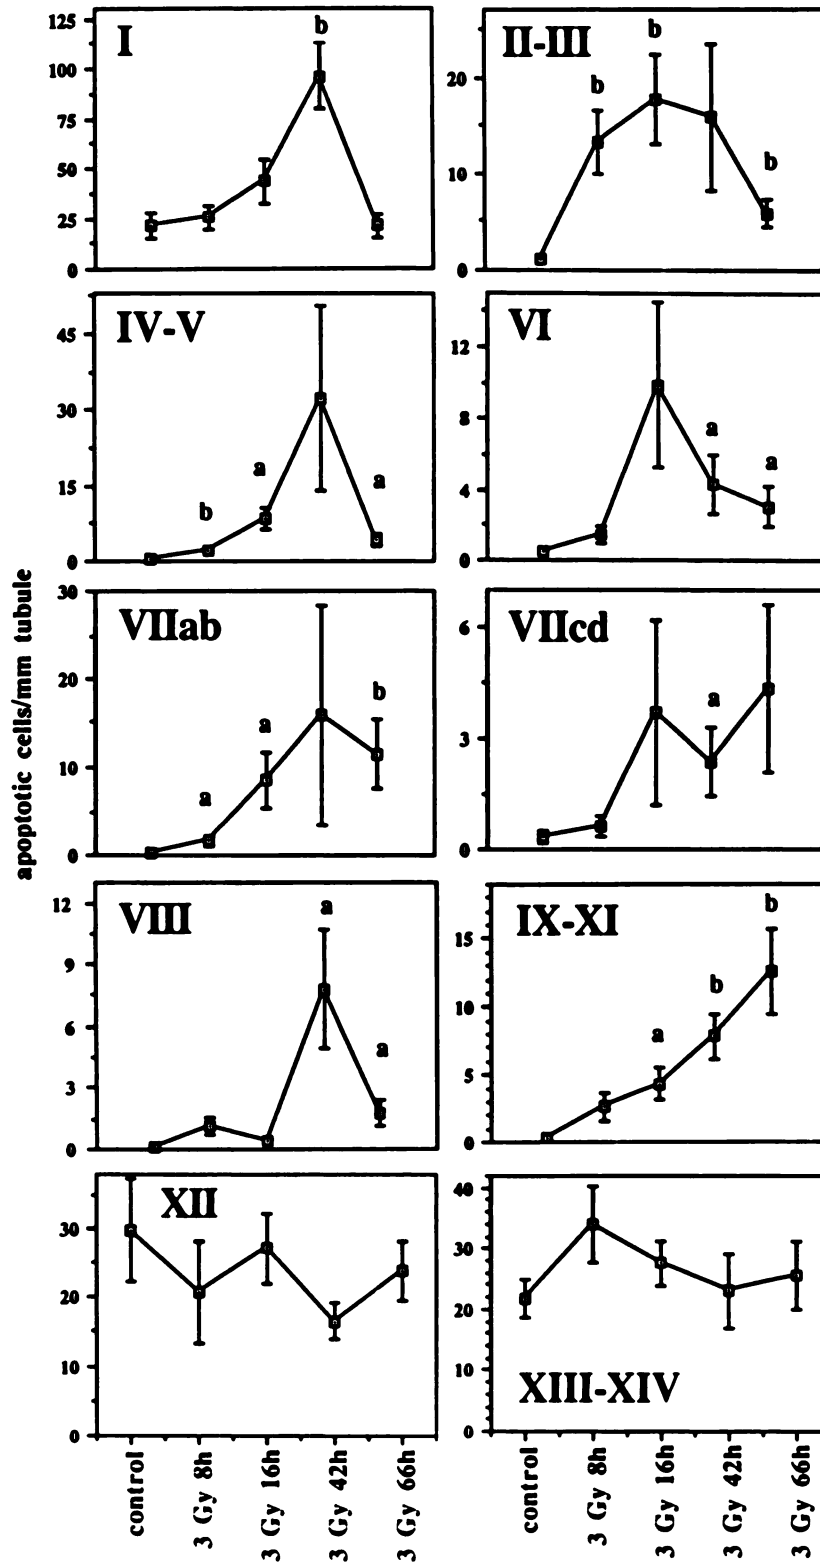 I
b
125
100
75
50
25
0
II-III
b
b
b
20
10
0
IV-V
b
a
a
45
30
15
0
VI
a
a
12
8
4
0
apoptotic cells/mm tubule
VIIab
a
a
b
30
20
10
0
VIIcd
a
6
3
0
VIII
a
a
12
9
6
3
0
IX-XI
a
b
b
15
10
5
0
XII
30
20
10
0
control
3 Gy 8h
3 Gy 16h
3 Gy 42h
3 Gy 66h
XIII-XIV
40
30
20
10
0
control
3 Gy 8h
3 Gy 16h
3 Gy 42h
3 Gy 66h